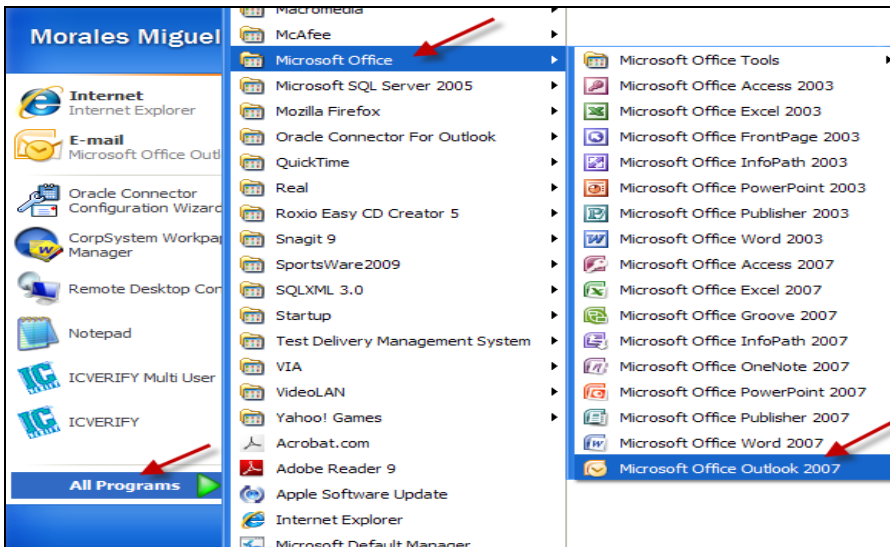 Morales Miguel
Internet
Internet Explorer
E-mail
Microsoft Office Outl
Oracle Connector
Configuration Wizard
CorpSystem Workpap
Manager
Remote Desktop Con
Notepad
ICVERIFY Multi User
ICVERIFY
All Programs
Macromedia
McAfee
Microsoft Office
Microsoft SQL Server 2005
Mozilla Firefox
Oracle Connector For Outlook
QuickTime
Real
Roxio Easy CD Creator 5
Snagit 9
SportsWare2009
SQLXML 3.0
Startup
Test Delivery Management System
VIA
VideoLAN
Yahoo! Games
Acrobat.com
Adobe Reader 9
Apple Software Update
Internet Explorer
Microsoft Default Manager
Microsoft Office Tools
Microsoft Office Access 2003
Microsoft Office Excel 2003
Microsoft Office FrontPage 2003
Microsoft Office InfoPath 2003
Microsoft Office PowerPoint 2003
Microsoft Office Publisher 2003
Microsoft Office Word 2003
Microsoft Office Access 2007
Microsoft Office Excel 2007
Microsoft Office Groove 2007
Microsoft Office InfoPath 2007
Microsoft Office OneNote 2007
Microsoft Office PowerPoint 2007
Microsoft Office Publisher 2007
Microsoft Office Word 2007
Microsoft Office Outlook 2007